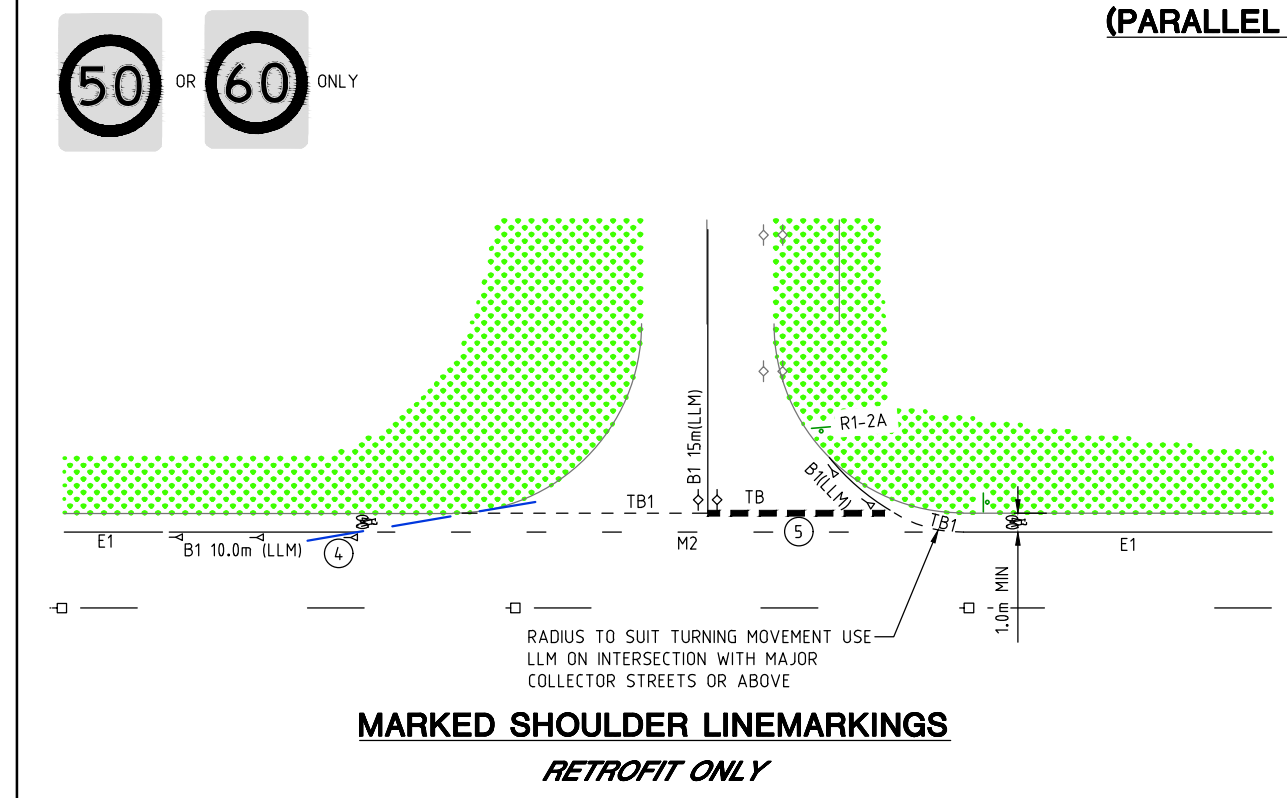 (PARALLEL
50 OR 60 ONLY
R1-2A
B1 15m(LLM)
B1(LLM)
TB1
TB
TB1
E1
B1 10.0m (LLM)
4
M2
5
E1
1.0m MIN
RADIUS TO SUIT TURNING MOVEMENT USE
LLM ON INTERSECTION WITH MAJOR
COLLECTOR STREETS OR ABOVE
MARKED SHOULDER LINEMARKINGS
RETROFIT ONLY